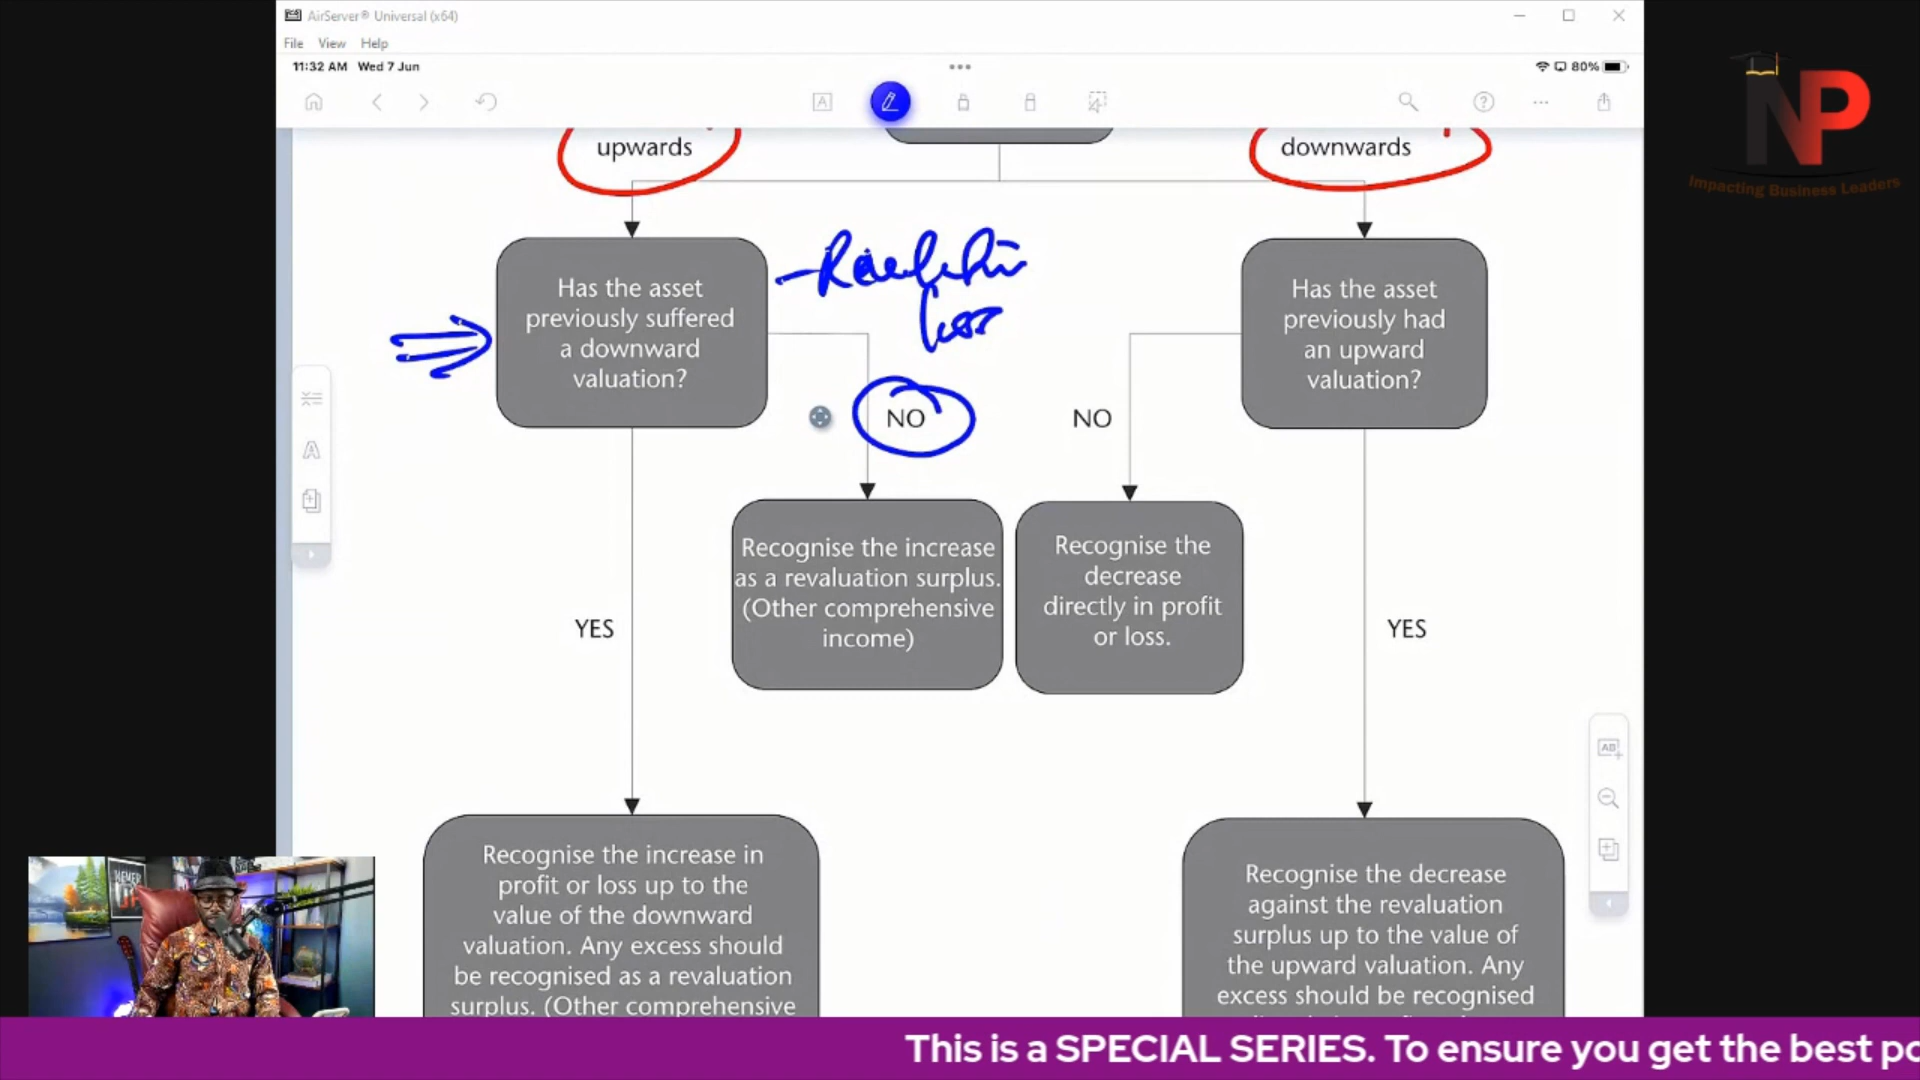 AirServer® Universal (x64)
File View Help
11:32 AM Wed 7 Jun
80%
NP
Impacting Business Leaders
upwards
downwards
Has the asset
previously suffered
a downward
valuation?
loss
Has the asset
previously had
an upward
valuation?
NO
NO
Recognise the increase
as a revaluation surplus.
(Other comprehensive
income)
Recognise the
decrease
directly in profit
or loss.
YES
YES
Recognise the increase in
profit or loss up to the
value of the downward
valuation. Any excess should
be recognised as a revaluation
surplus. (Other comprehensive
Recognise the decrease
against the revaluation
surplus up to the value of
the upward valuation. Any
excess should be recognised
NEVER
This is a SPECIAL SERIES. To ensure you get the best po